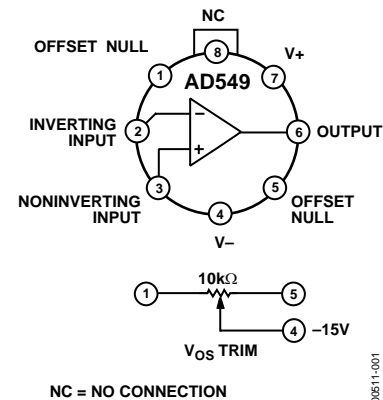 NC
OFFSET NULL
8
V+
1
AD549
7
INVERTING
INPUT
2
−
6
OUTPUT
+
NONINVERTING
INPUT
3
5
OFFSET
NULL
4
V−
10kΩ
1
5
4
−15V
VOS TRIM
NC = NO CONNECTION
00511-001